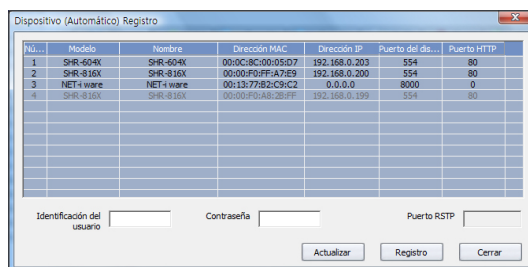 Dispositivo (Automático) Registro
Nú... Modelo Nombre Dirección MAC Dirección IP Puerto del dis... Puerto HTTP
1 SHR-604X SHR-604X 00:0C:8C:00:05:D7 192.168.0.203 554 80
2 SHR-816X SHR-816X 00:00:F0:FF:A7:E9 192.168.0.200 554 80
3 NET-i ware NET-i ware 00:13:77:B2:C9:C2 0.0.0.0 8000 0
4 SHR-816X SHR-816X 00:00:F0:A8:2B:FF 192.168.0.199 554 80
Identificación del usuario Contraseña Puerto RSTP
Actualizar Registro Cerrar